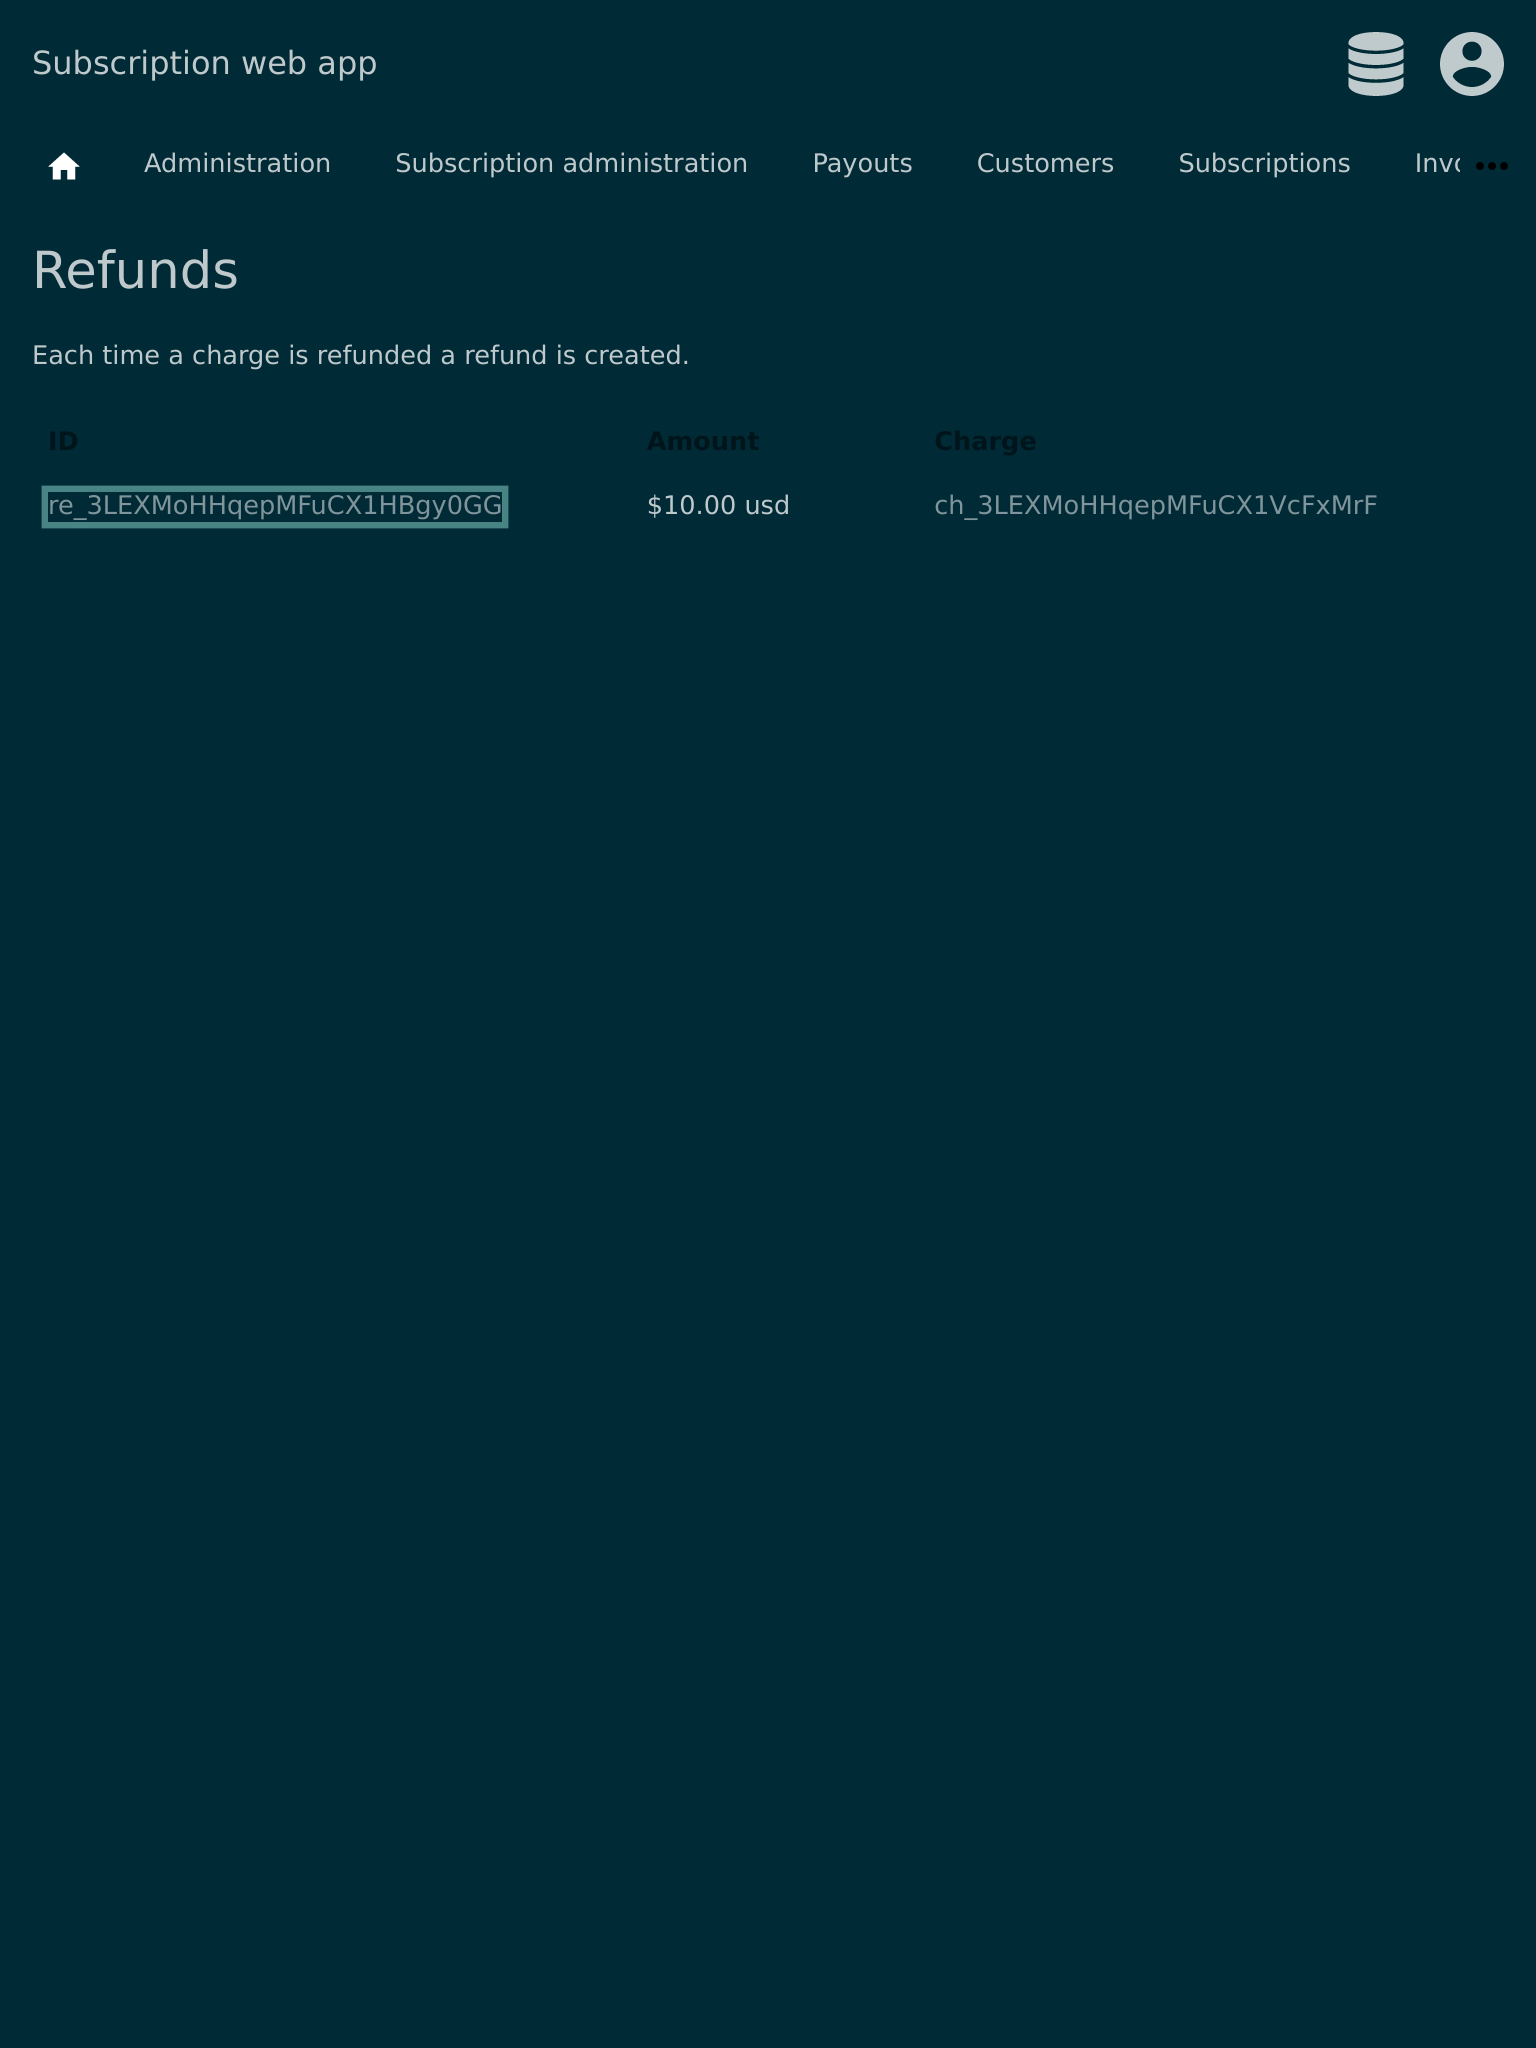 Subscription web app
Administration Subscription administration Payouts Customers Subscriptions
Refunds
Each time a charge is refunded a refund is created.
ID Amount Charge
re_3LEXMoHHqepMFuCX1HBgy0GG $10.00 usd ch_3LEXMoHHqepMFuCX1VcFxMrF